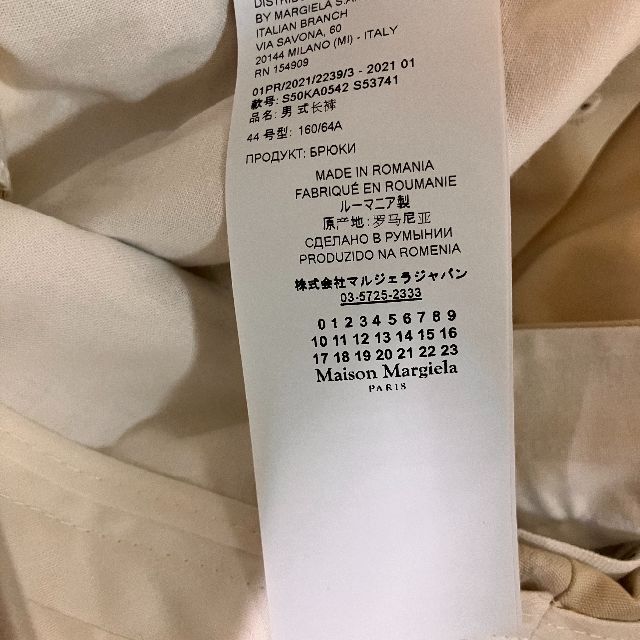 DISTRIBU
BY MARGIELA S.A
ITALIAN BRANCH
VIA SAVONA, 60
20144 MILANO (MI) - ITALY
RN 154909
01PR/2021/2239/3 - 2021 01
款号: S50KA0542 S53741
品名: 男式长裤
44 号型: 160/64A
ПРОДУКТ: БРЮКИ
MADE IN ROMANIA
FABRIQUÉ EN ROUMANIE
ルーマニア製
原产地: 罗马尼亚
СДЕЛАНО В РУМЫНИИ
PRODUZIDO NA ROMENIA
株式会社マルジェラジャパン
03-5725-2333
0 1 2 3 4 5 6 7 8 9
10 11 12 13 14 15 16
17 18 19 20 21 22 23
Maison Margiela
PARIS